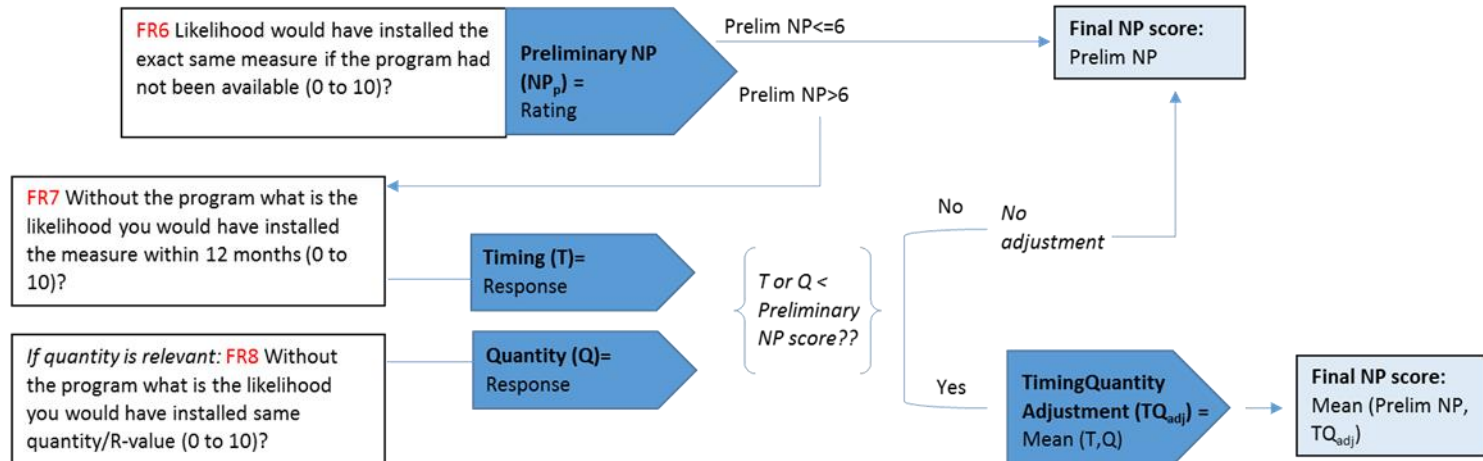 FR6 Likelihood would have installed the
exact same measure if the program had
not been available (0 to 10)?
Preliminary NP
(NPp) =
Rating
Prelim NP<=6
Prelim NP>6
Final NP score:
Prelim NP
FR7 Without the program what is the
likelihood you would have installed
the measure within 12 months (0 to
10)?
Timing (T)=
Response
If quantity is relevant: FR8 Without
the program what is the likelihood
you would have installed same
quantity/R-value (0 to 10)?
Quantity (Q)=
Response
T or Q <
Preliminary
NP score??
No
No
adjustment
Yes
TimingQuantity
Adjustment (TQadj) =
Mean (T,Q)
Final NP score:
Mean (Prelim NP,
TQadj)